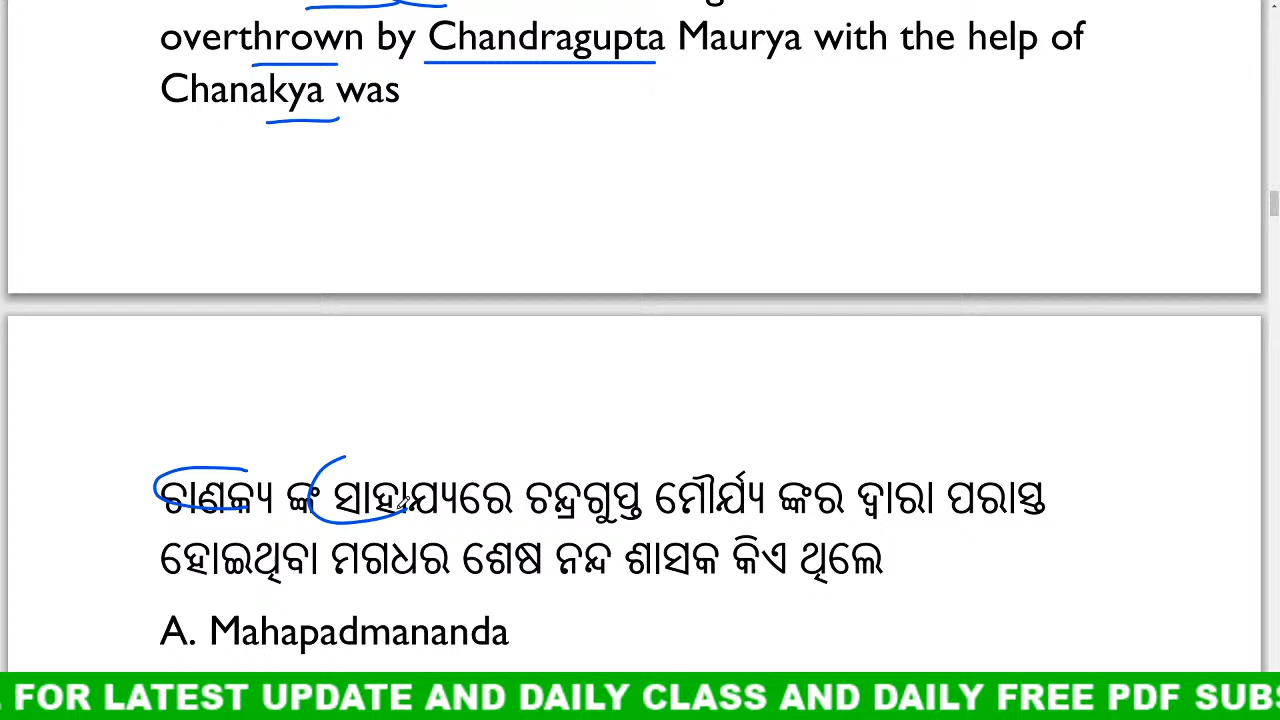 overthrown by Chandragupta Maurya with the help of
Chanakya was
ଚାଣକ୍ୟ ଙ୍କ ସାହାଯ୍ୟରେ ଚନ୍ଦ୍ରଗୁପ୍ତ ମୌର୍ଯ୍ୟ ଙ୍କର ଦ୍ୱାରା ପରାସ୍ତ
ହୋଇଥିବା ମଗଧର ଶେଷ ନନ୍ଦ ଶାସକ କିଏ ଥିଲେ
A. Mahapadmananda
FOR LATEST UPDATE AND DAILY CLASS AND DAILY FREE PDF SUBS